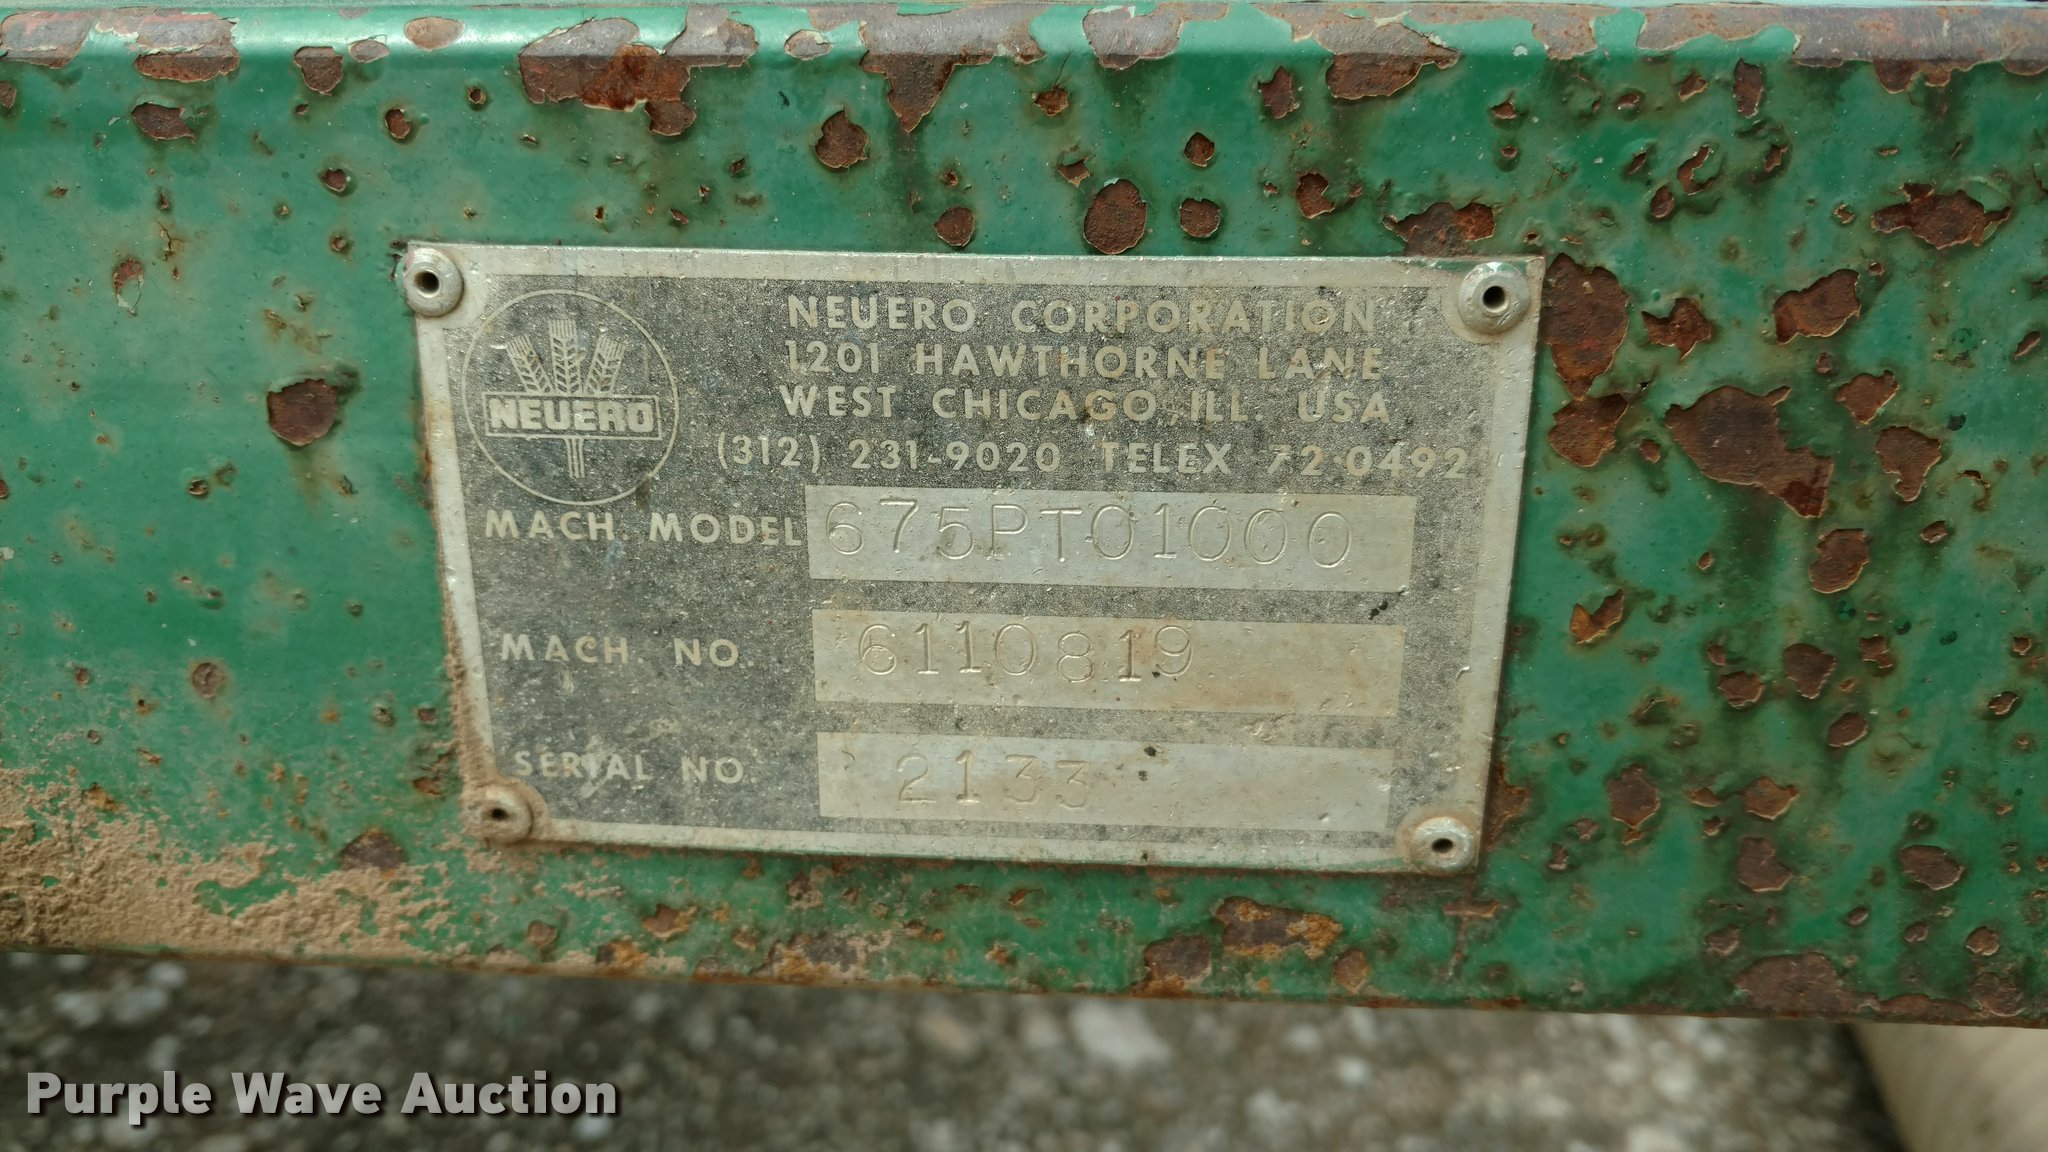 NEUERO CORPORATION
1201 HAWTHORNE LANE
WEST CHICAGO ILL. USA
(312) 231-9020 TELEX 72-0492
NEUERO
MACH. MODEL 675PT01000
MACH. NO. 6110819
SERIAL NO. 2133
Purple Wave Auction